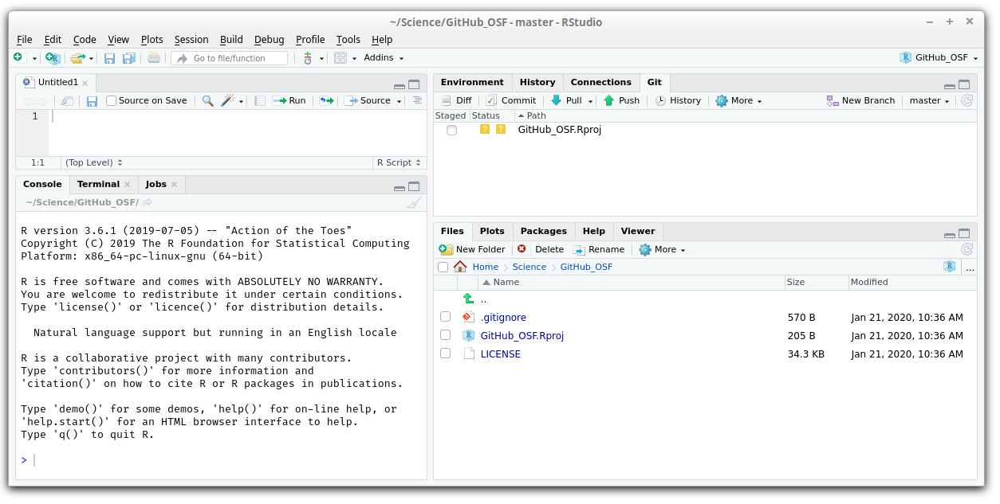 ~/Science/GitHub_OSF - master - RStudio
File Edit Code View Plots Session Build Debug Profile Tools Help
Go to file/function Addins GitHub_OSF
Untitled1
Source on Save Run Source
1
1:1 (Top Level) R Script
Console Terminal Jobs
~/Science/GitHub_OSF/
R version 3.6.1 (2019-07-05) -- "Action of the Toes"
Copyright (C) 2019 The R Foundation for Statistical Computing
Platform: x86_64-pc-linux-gnu (64-bit)
R is free software and comes with ABSOLUTELY NO WARRANTY.
You are welcome to redistribute it under certain conditions.
Type 'license()' or 'licence()' for distribution details.
Natural language support but running in an English locale
R is a collaborative project with many contributors.
Type 'contributors()' for more information and
'citation()' on how to cite R or R packages in publications.
Type 'demo()' for some demos, 'help()' for on-line help, or
'help.start()' for an HTML browser interface to help.
Type 'q()' to quit R.
>
Environment History Connections Git
Diff Commit Pull Push History More New Branch master
Staged Status Path
? ? GitHub_OSF.Rproj
Files Plots Packages Help Viewer
New Folder Delete Rename More
Home Science GitHub_OSF ...
Name Size Modified
..
.gitignore 570 B Jan 21, 2020, 10:36 AM
GitHub_OSF.Rproj 205 B Jan 21, 2020, 10:36 AM
LICENSE 34.3 KB Jan 21, 2020, 10:36 AM